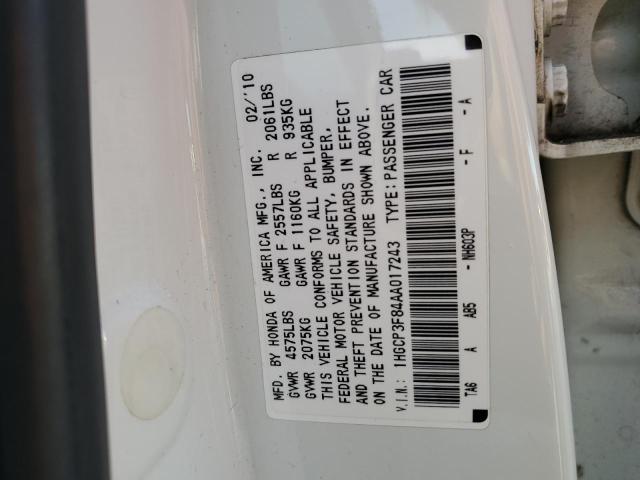 MFD. BY HONDA OF AMERICA MFG., INC. 02/'10
GVWR 4575LBS GAWR F 2557LBS R 2061LBS
GVWR 2075KG GAWR F 1160KG R 935KG
THIS VEHICLE CONFORMS TO ALL APPLICABLE
FEDERAL MOTOR VEHICLE SAFETY, BUMPER,
AND THEFT PREVENTION STANDARDS IN EFFECT
ON THE DATE OF MANUFACTURE SHOWN ABOVE.
V.I.N.: 1HGCP3F84AA017243 TYPE: PASSENGER CAR
TA6 A AB5 - NH603P - F - A